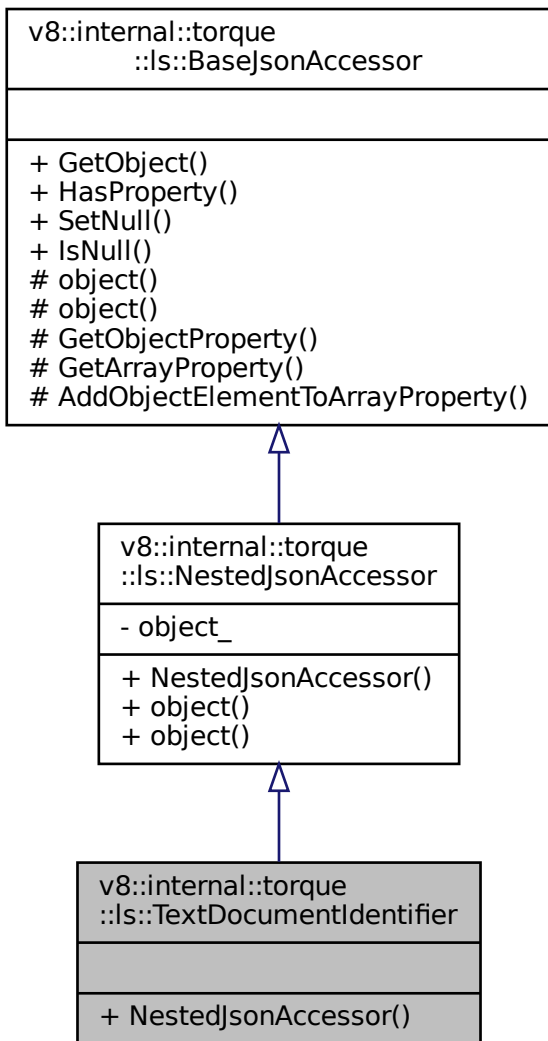 v8::internal::torque
::ls::BaseJsonAccessor
+ GetObject()
+ HasProperty()
+ SetNull()
+ IsNull()
# object()
# object()
# GetObjectProperty()
# GetArrayProperty()
# AddObjectElementToArrayProperty()
v8::internal::torque
::ls::NestedJsonAccessor
- object_
+ NestedJsonAccessor()
+ object()
+ object()
v8::internal::torque
::ls::TextDocumentIdentifier
+ NestedJsonAccessor()